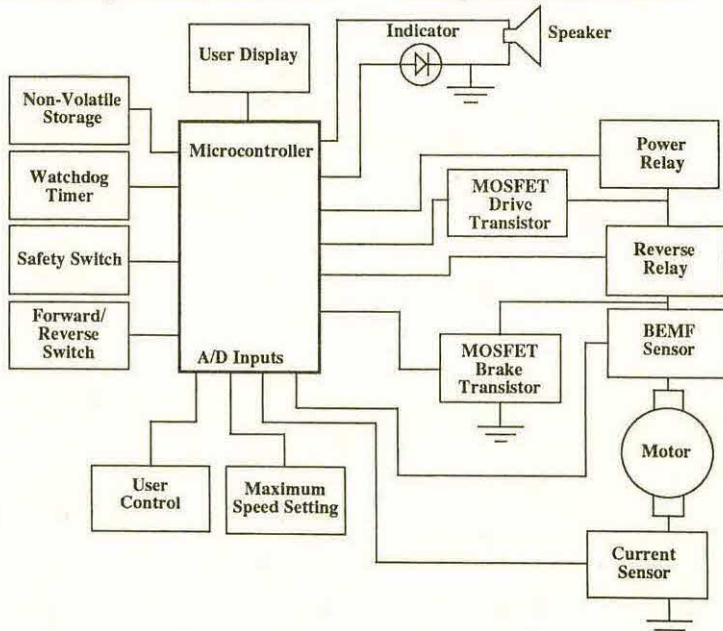 Indicator
Speaker
User Display
Non-Volatile
Storage
Microcontroller
Power
Relay
Watchdog
Timer
MOSFET
Drive
Transistor
Safety Switch
Reverse
Relay
Forward/
Reverse
Switch
A/D Inputs
MOSFET
Brake
Transistor
BEMF
Sensor
Motor
User
Control
Maximum
Speed Setting
Current
Sensor